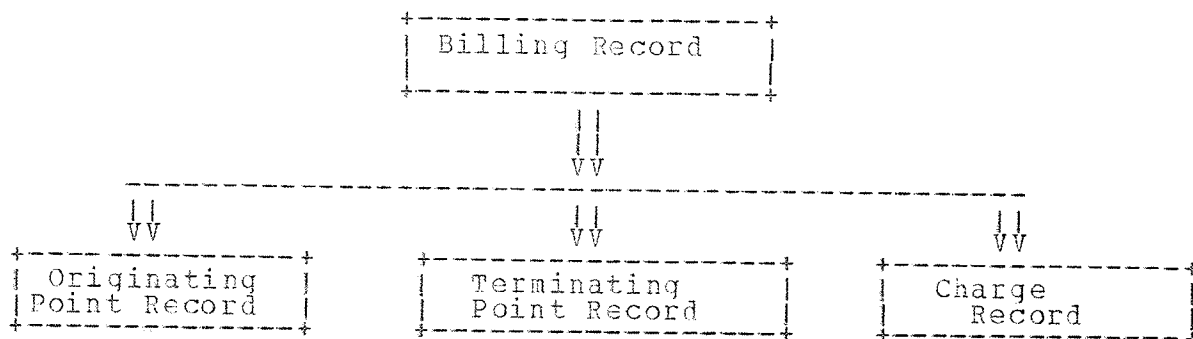 Billing Record
Originating
Point Record
Terminating
Point Record
Charge
Record